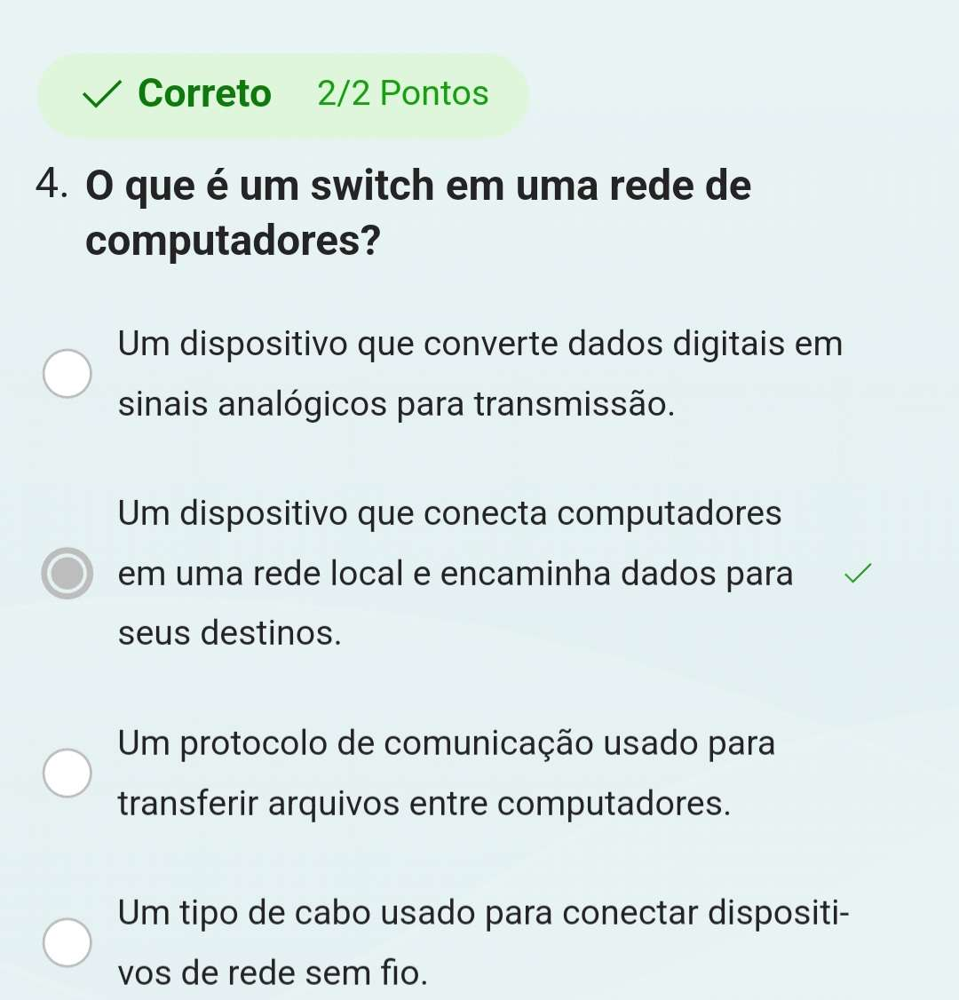 Correto 2/2 Pontos
4. O que é um switch em uma rede de
computadores?
Um dispositivo que converte dados digitais em
sinais analógicos para transmissão.
Um dispositivo que conecta computadores
em uma rede local e encaminha dados para
seus destinos.
Um protocolo de comunicação usado para
transferir arquivos entre computadores.
Um tipo de cabo usado para conectar dispositi-
vos de rede sem fio.